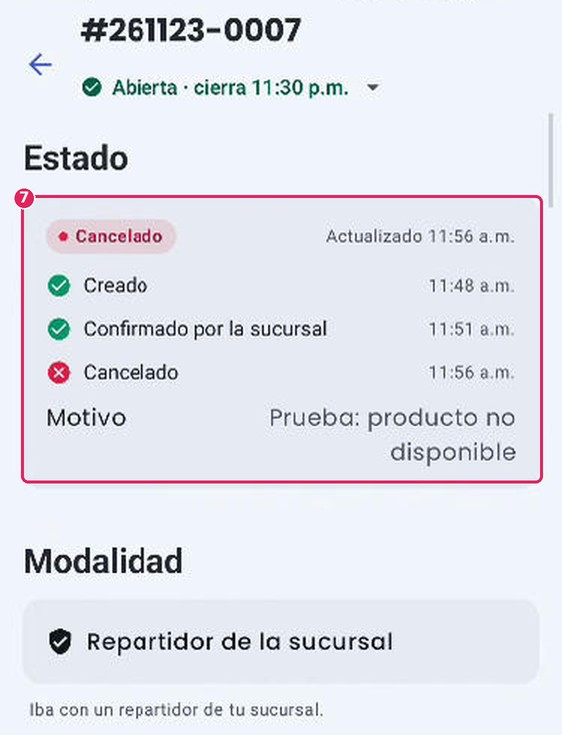 #261123-0007
Abierta · cierra 11:30 p.m.
Estado
7
Cancelado
Actualizado 11:56 a.m.
Creado
11:48 a.m.
Confirmado por la sucursal
11:51 a.m.
Cancelado
11:56 a.m.
Motivo
Prueba: producto no
disponible
Modalidad
Repartidor de la sucursal
Iba con un repartidor de tu sucursal.